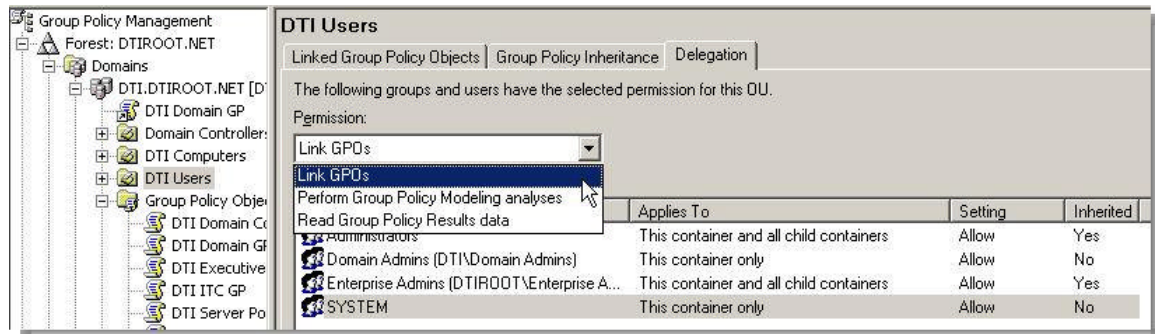 Group Policy Management
Forest: DTIROOT.NET
Domains
DTI.DTIROOT.NET [D
DTI Domain GP
Domain Controller
DTI Computers
DTI Users
Group Policy Obje
DTI Domain Co
DTI Domain GP
DTI Executive
DTI ITC GP
DTI Server Po
DTI Users
Linked Group Policy Objects Group Policy Inheritance Delegation
The following groups and users have the selected permission for this OU.
Permission:
Link GPOs
Link GPOs
Perform Group Policy Modeling analyses
Read Group Policy Results data
Applies To Setting Inherited
Administrators This container and all child containers Allow Yes
Domain Admins (DTI\Domain Admins) This container only Allow No
Enterprise Admins (DTIROOT\Enterprise A... This container and all child containers Allow Yes
SYSTEM This container only Allow No